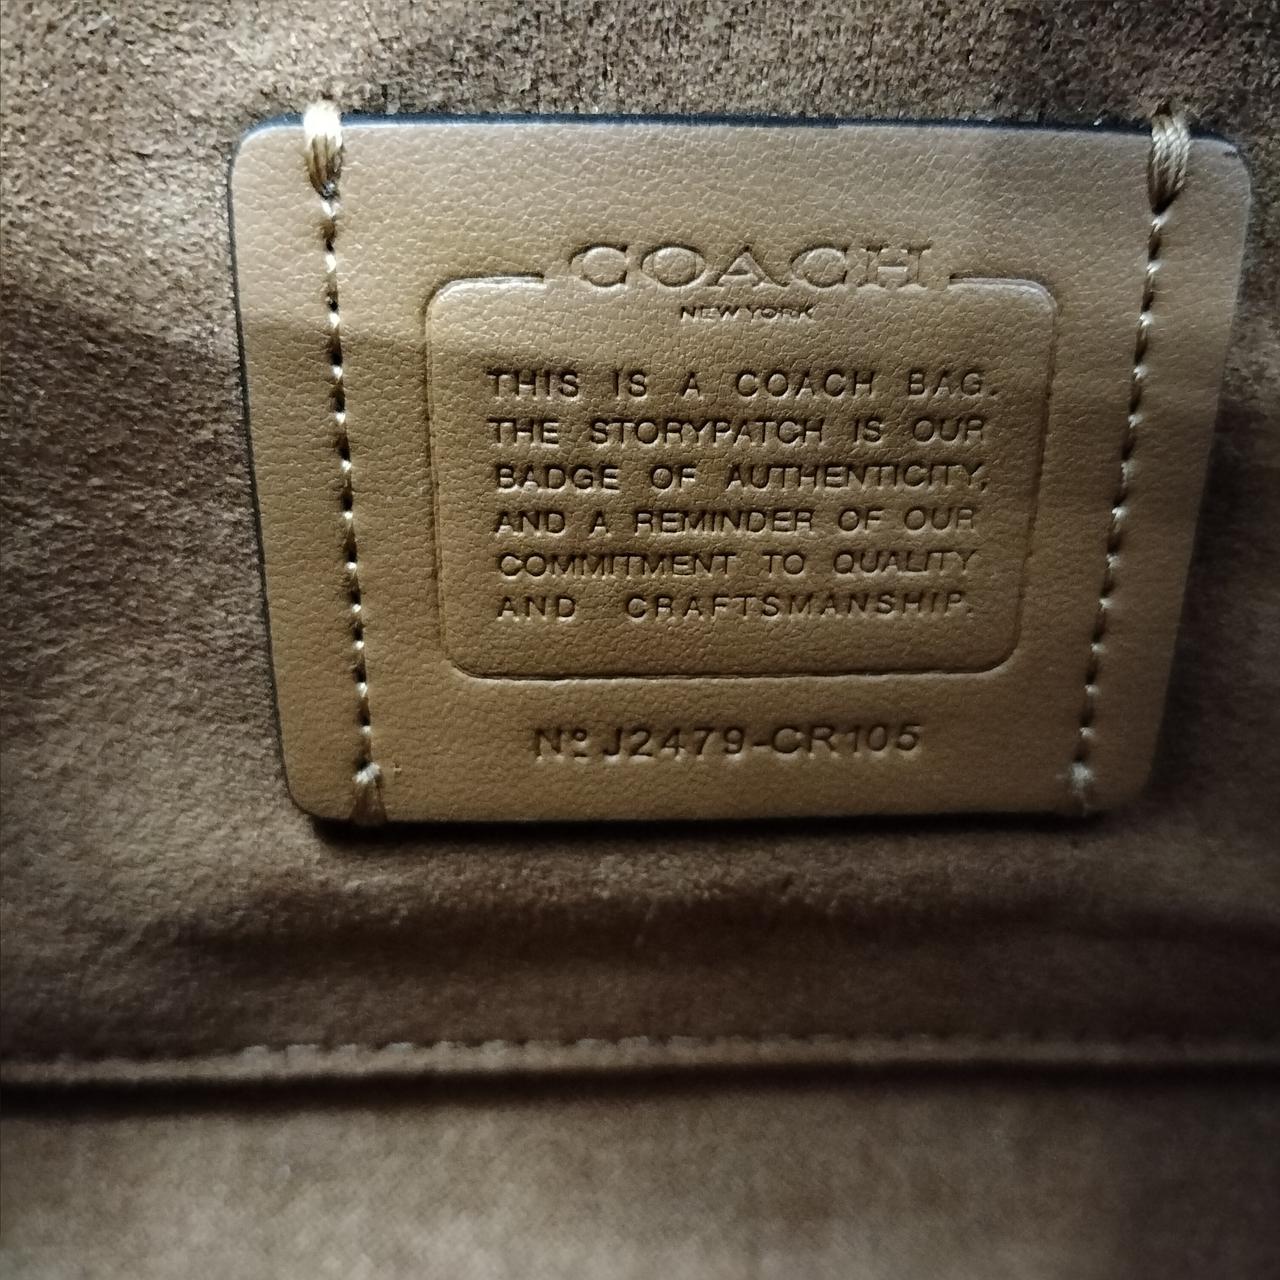 COACH
NEW YORK
THIS IS A COACH BAG.
THE STORYPATCH IS OUR
BADGE OF AUTHENTICITY,
AND A REMINDER OF OUR
COMMITMENT TO QUALITY
AND CRAFTSMANSHIP.
Nº J2479-CR105